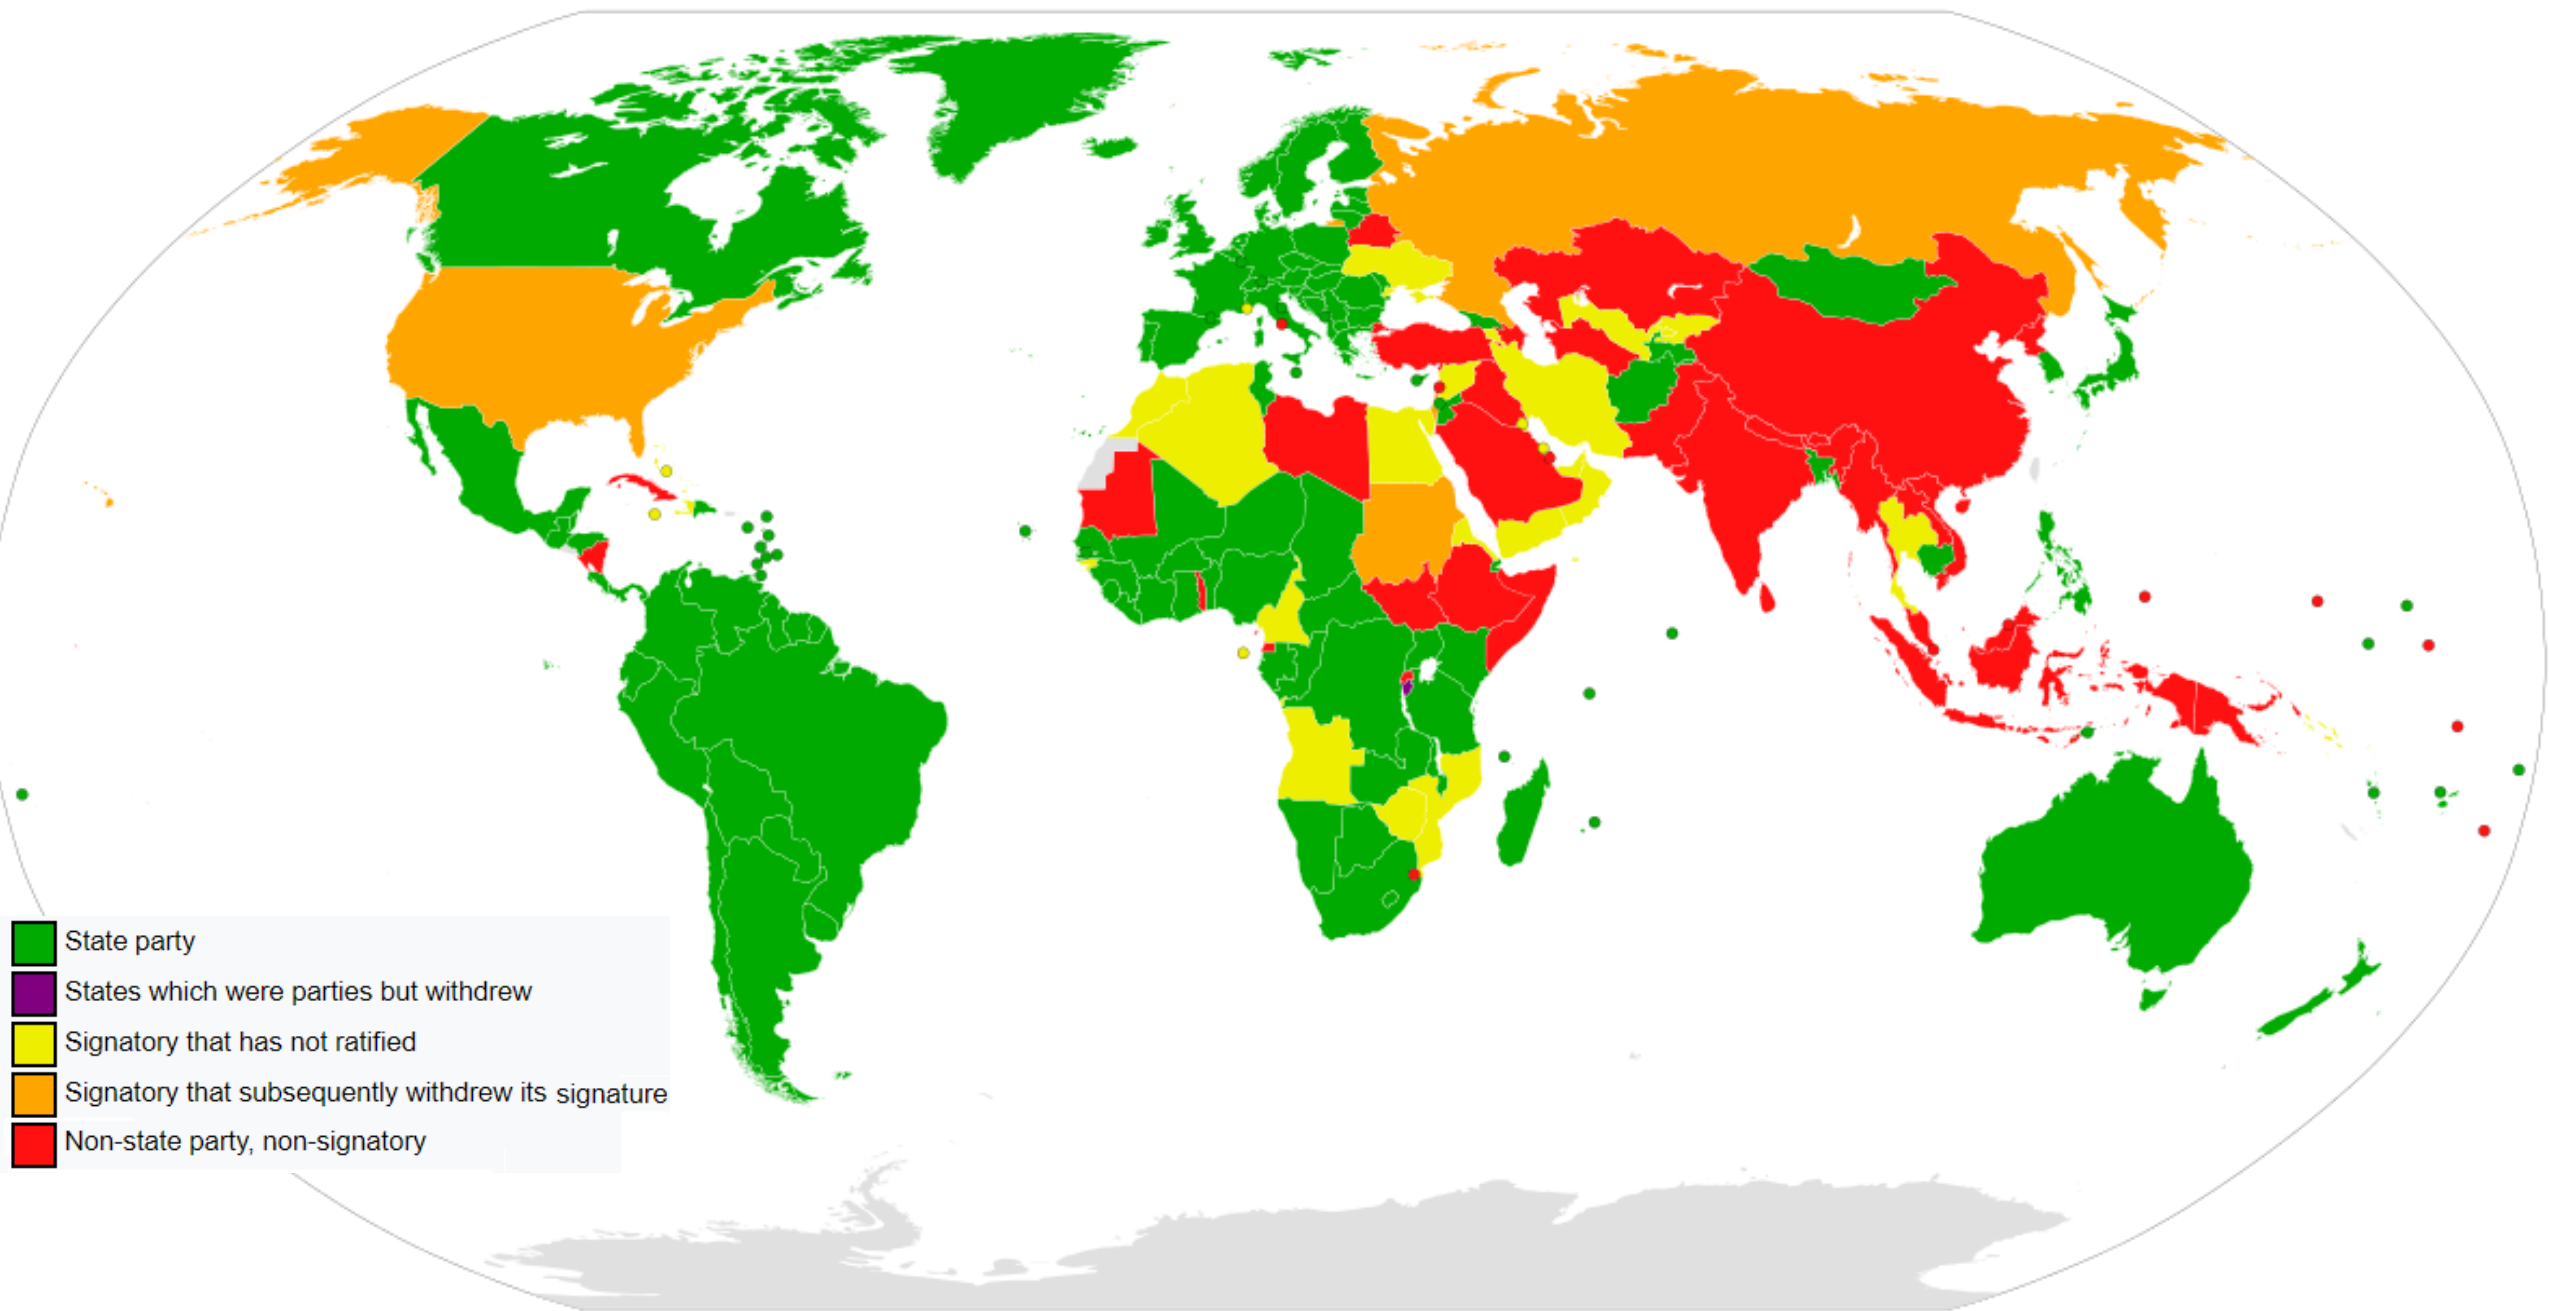 State party
States which were parties but withdrew
Signatory that has not ratified
Signatory that subsequently withdrew its signature
Non-state party, non-signatory